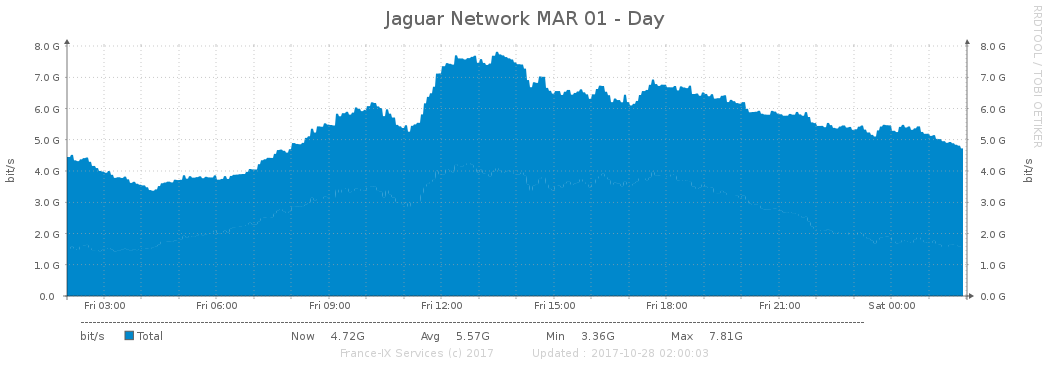 Jaguar Network MAR 01 - Day
RRDTOOL / TOBI OETIKER
8.0 G 8.0 G
7.0 G 7.0 G
6.0 G 6.0 G
5.0 G 5.0 G
4.0 G 4.0 G
3.0 G 3.0 G
2.0 G 2.0 G
1.0 G 1.0 G
0.0 0.0 G
bit/s
bit/s
Fri 03:00 Fri 06:00 Fri 09:00 Fri 12:00 Fri 15:00 Fri 18:00 Fri 21:00 Sat 00:00
bit/s Total Now 4.72G Avg 5.57G Min 3.36G Max 7.81G
France-IX Services (c) 2017 Updated : 2017-10-28 02:00:03